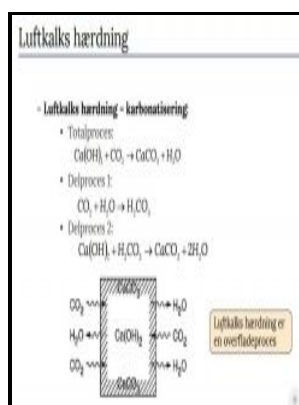 Luftkalks hærdning
- Luftkalks hærdning = karbonatisering:
• Totalproces:
Ca(OH)₂ + CO₂ → CaCO₃ + H₂O
• Delproces 1:
CO₂ + H₂O → H₂CO₃
• Delproces 2:
Ca(OH)₂ + H₂CO₃ → CaCO₃ + 2H₂O
CaCO₃
CO₂ H₂O
H₂O Ca(OH)₂ CO₂
CO₂ H₂O
CaCO₃
Luftkalks hærdning er
en overfladeproces